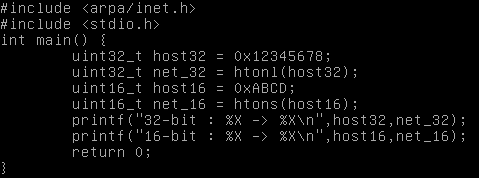 #include <arpa/inet.h>
#include <stdio.h>
int main() {
        uint32_t host32 = 0x12345678;
        uint32_t net_32 = htonl(host32);
        uint16_t host16 = 0xABCD;
        uint16_t net_16 = htons(host16);
        printf("32-bit : %X -> %X\n",host32,net_32);
        printf("16-bit : %X -> %X\n",host16,net_16);
        return 0;
}